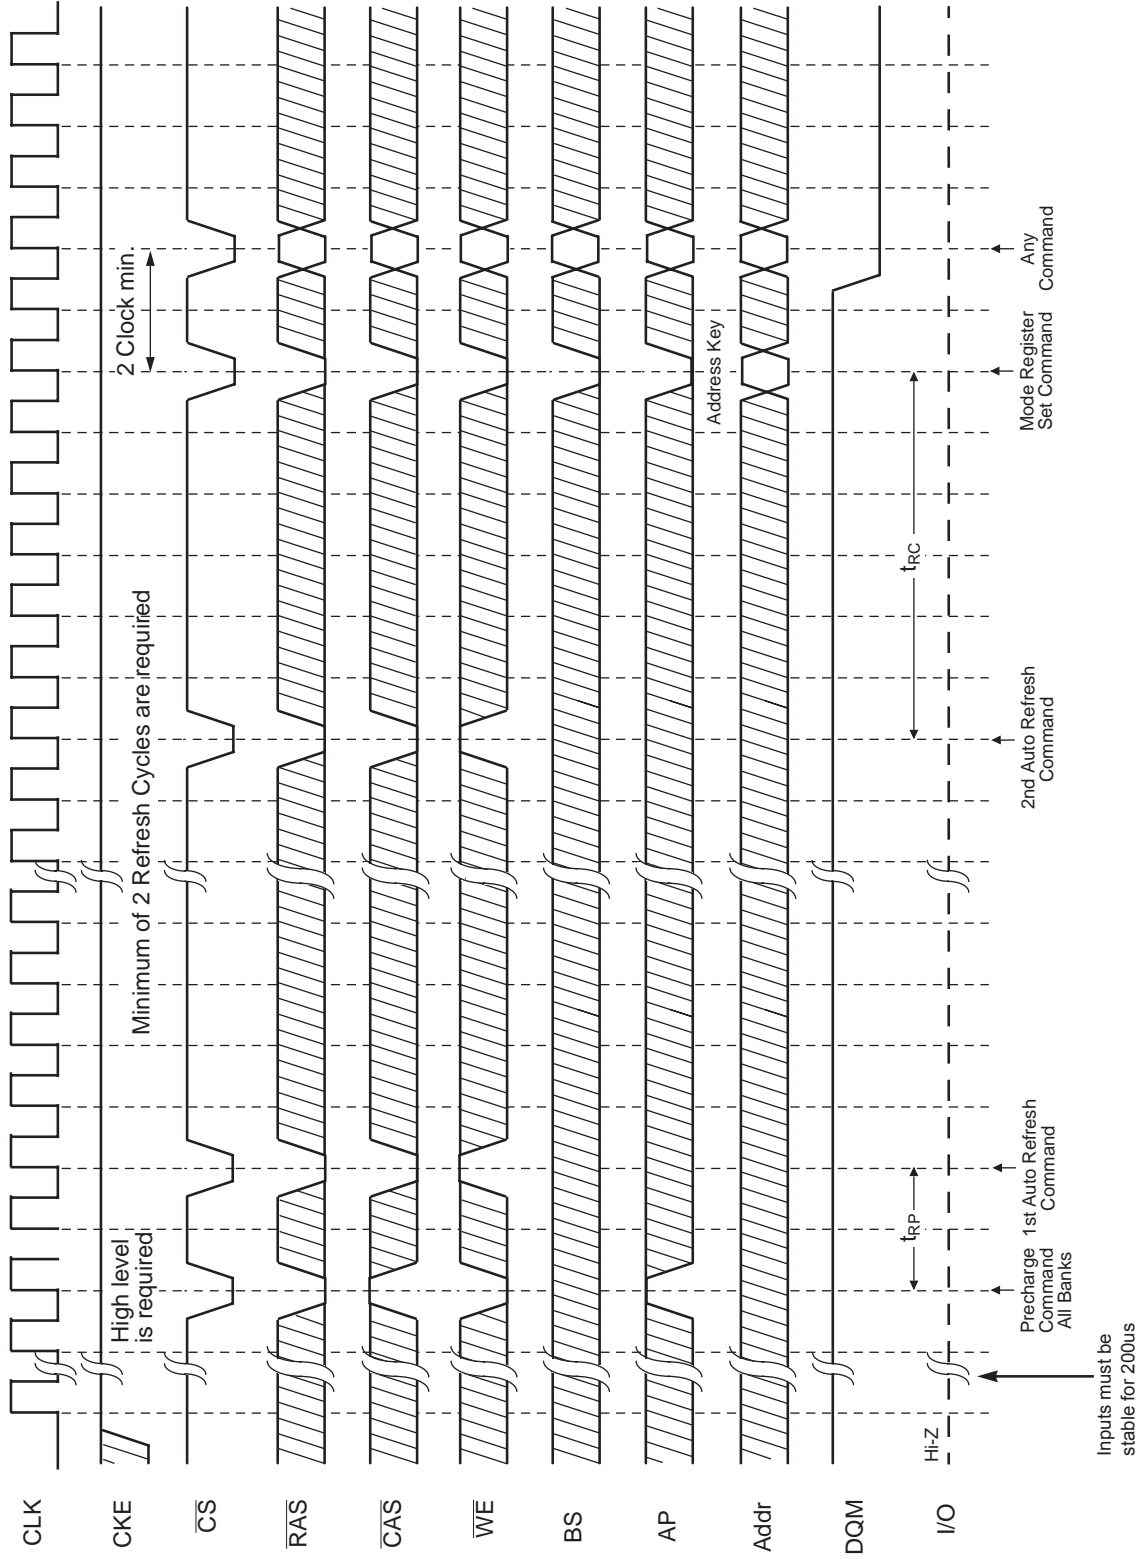 CLK
CKE
CS
RAS
CAS
WE
BS
AP
Addr
DQM
I/O
High level
is required
Minimum of 2 Refresh Cycles are required
2 Clock min.
Address Key
tRP
tRC
Hi-Z
Inputs must be
stable for 200us
Precharge
Command
All Banks
1st Auto Refresh
Command
2nd Auto Refresh
Command
Mode Register
Set Command
Any
Command